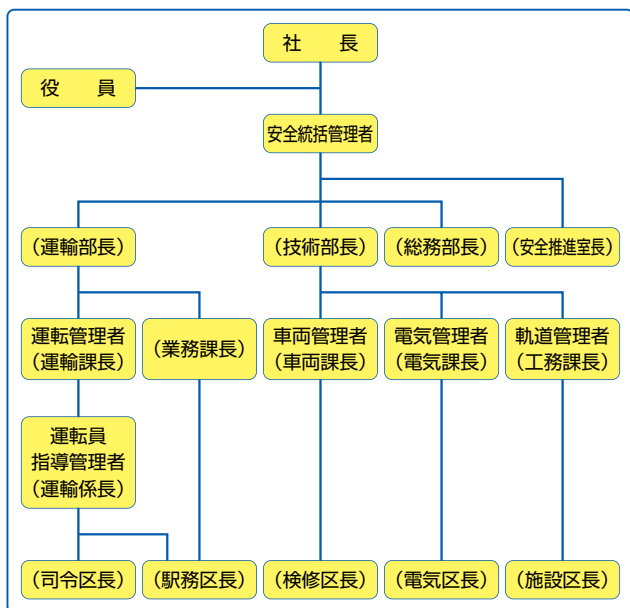 社　　長
役　　員
安全統括管理者
（運輸部長）
（技術部長）
（総務部長）
（安全推進室長）
運転管理者
（運輸課長）
（業務課長）
車両管理者
（車両課長）
電気管理者
（電気課長）
軌道管理者
（工務課長）
運転員
指導管理者
（運輸係長）
（司令区長）
（駅務区長）
（検修区長）
（電気区長）
（施設区長）